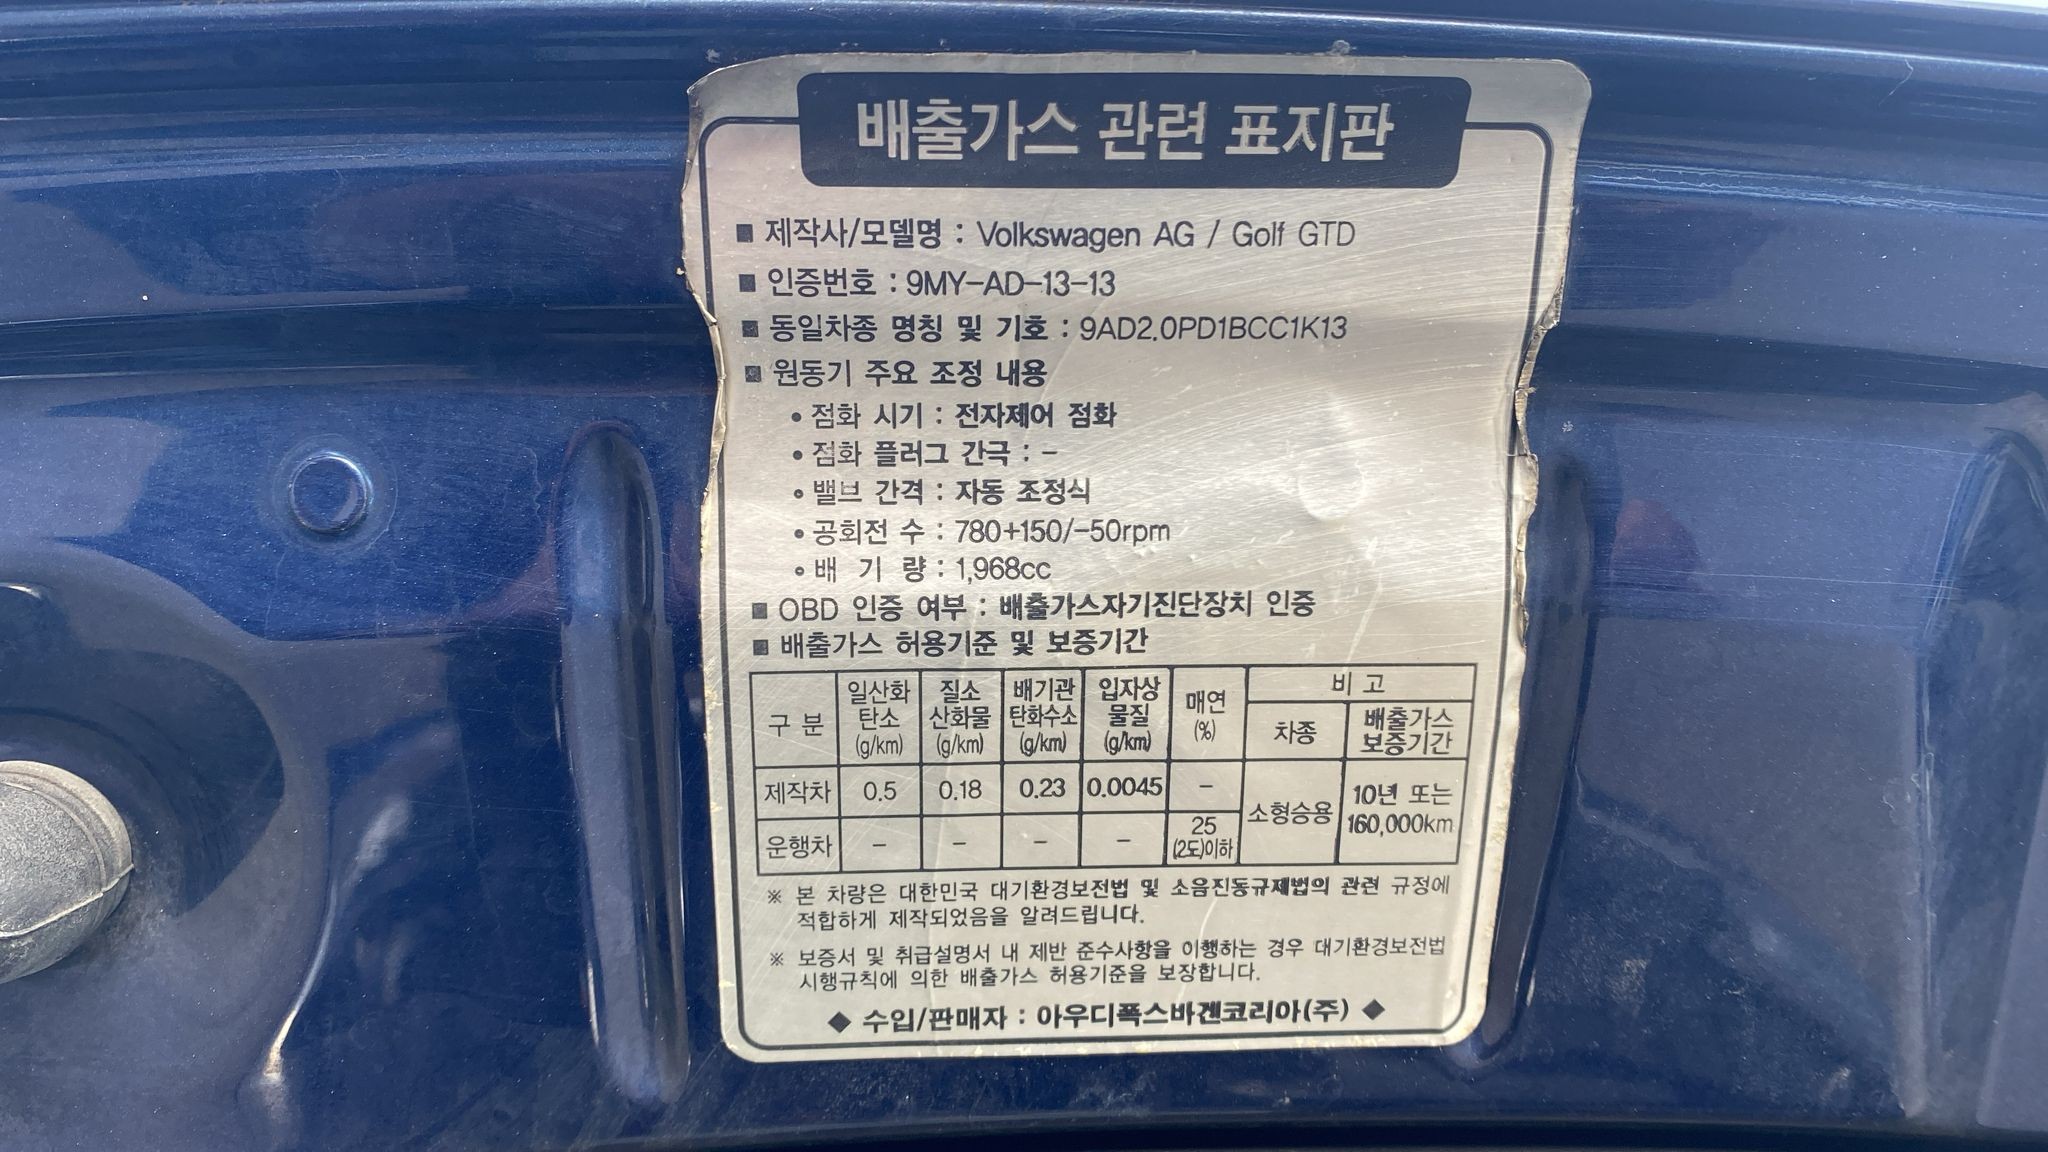 배출가스 관련 표지판
■ 제작사/모델명 : Volkswagen AG / Golf GTD
■ 인증번호 : 9MY-AD-13-13
■ 동일차종 명칭 및 기호 : 9AD2.0PD1BCC1K13
■ 원동기 주요 조정 내용
• 점화 시기 : 전자제어 점화
• 점화 플러그 간극 : -
• 밸브 간격 : 자동 조정식
• 공회전 수 : 780+150/-50rpm
• 배 기 량 : 1,968cc
■ OBD 인증 여부 : 배출가스자기진단장치 인증
■ 배출가스 허용기준 및 보증기간
구 분 일산화탄소 (g/km) 질소산화물 (g/km) 배기관탄화수소 (g/km) 입자상물질 (g/km) 매연 (%) 비 고
차종 배출가스 보증기간
제작차 0.5 0.18 0.23 0.0045 - 소형승용 10년 또는 160,000km
운행차 - - - - 25 (2도)이하
※ 본 차량은 대한민국 대기환경보전법 및 소음진동규제법의 관련 규정에
적합하게 제작되었음을 알려드립니다.
※ 보증서 및 취급설명서 내 제반 준수사항을 이행하는 경우 대기환경보전법
시행규칙에 의한 배출가스 허용기준을 보장합니다.
◆ 수입/판매자 : 아우디폭스바겐코리아(주) ◆